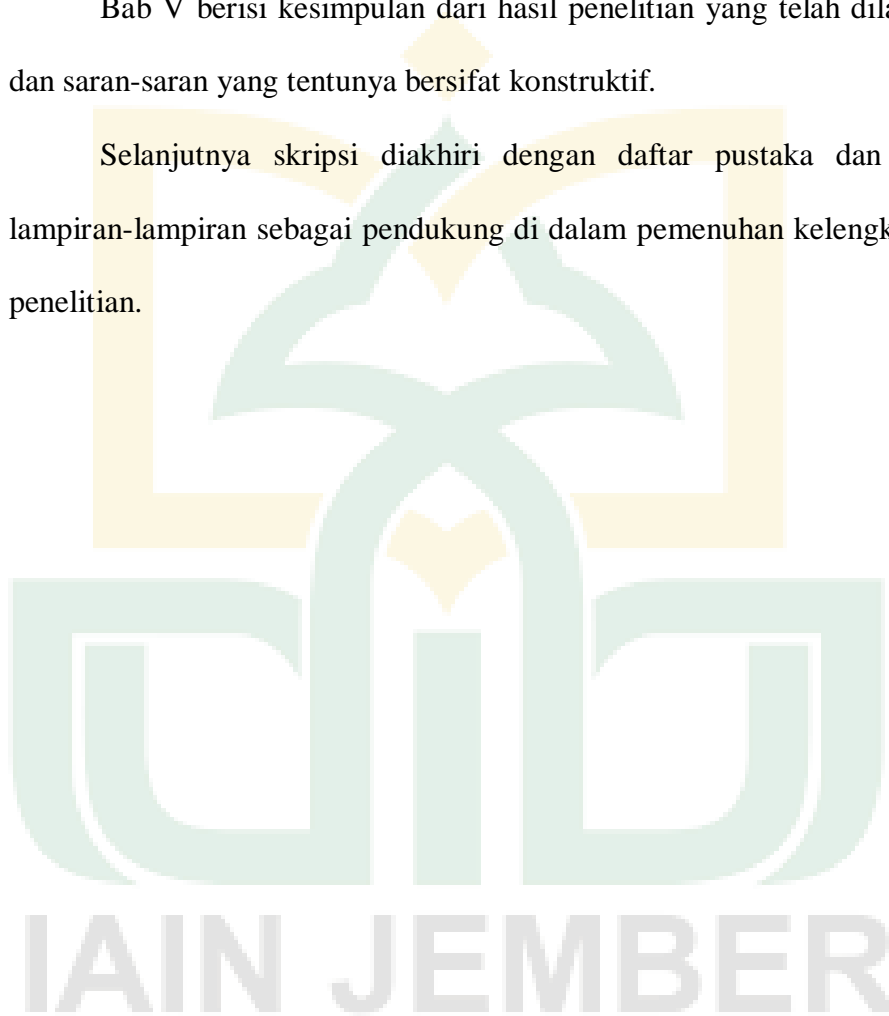 Bab V berisi kesimpulan dari hasil penelitian yang telah
dan saran-saran yang tentunya bersifat konstruktif.
Selanjutnya skripsi diakhiri dengan daftar pustaka dan
lampiran-lampiran sebagai pendukung di dalam pemenuhan
penelitian.
IAIN JEMBER